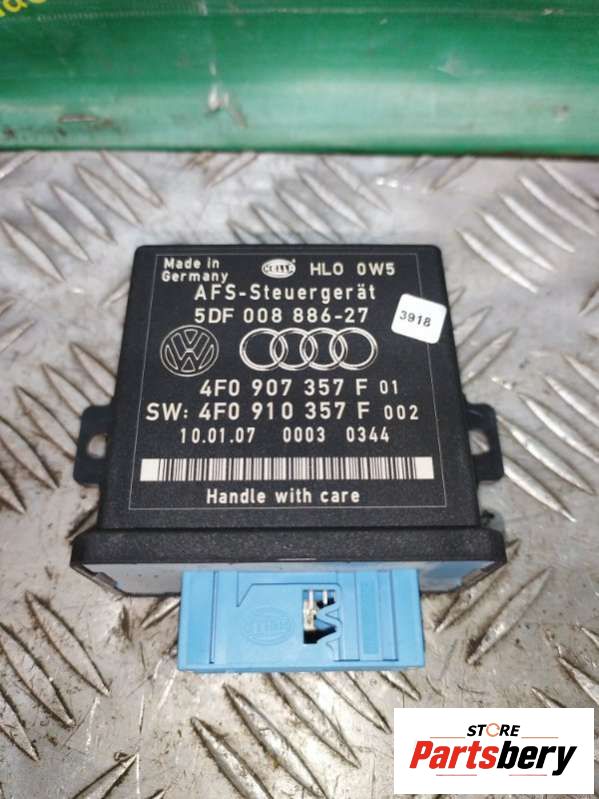 Made in
Germany
HELLA HLO 0W5
AFS-Steuergerät
5DF 008 886-27
3918
4F0 907 357 F 01
SW: 4F0 910 357 F 002
10.01.07 0003 0344
Handle with care
HELLA
STORE
Partsbery